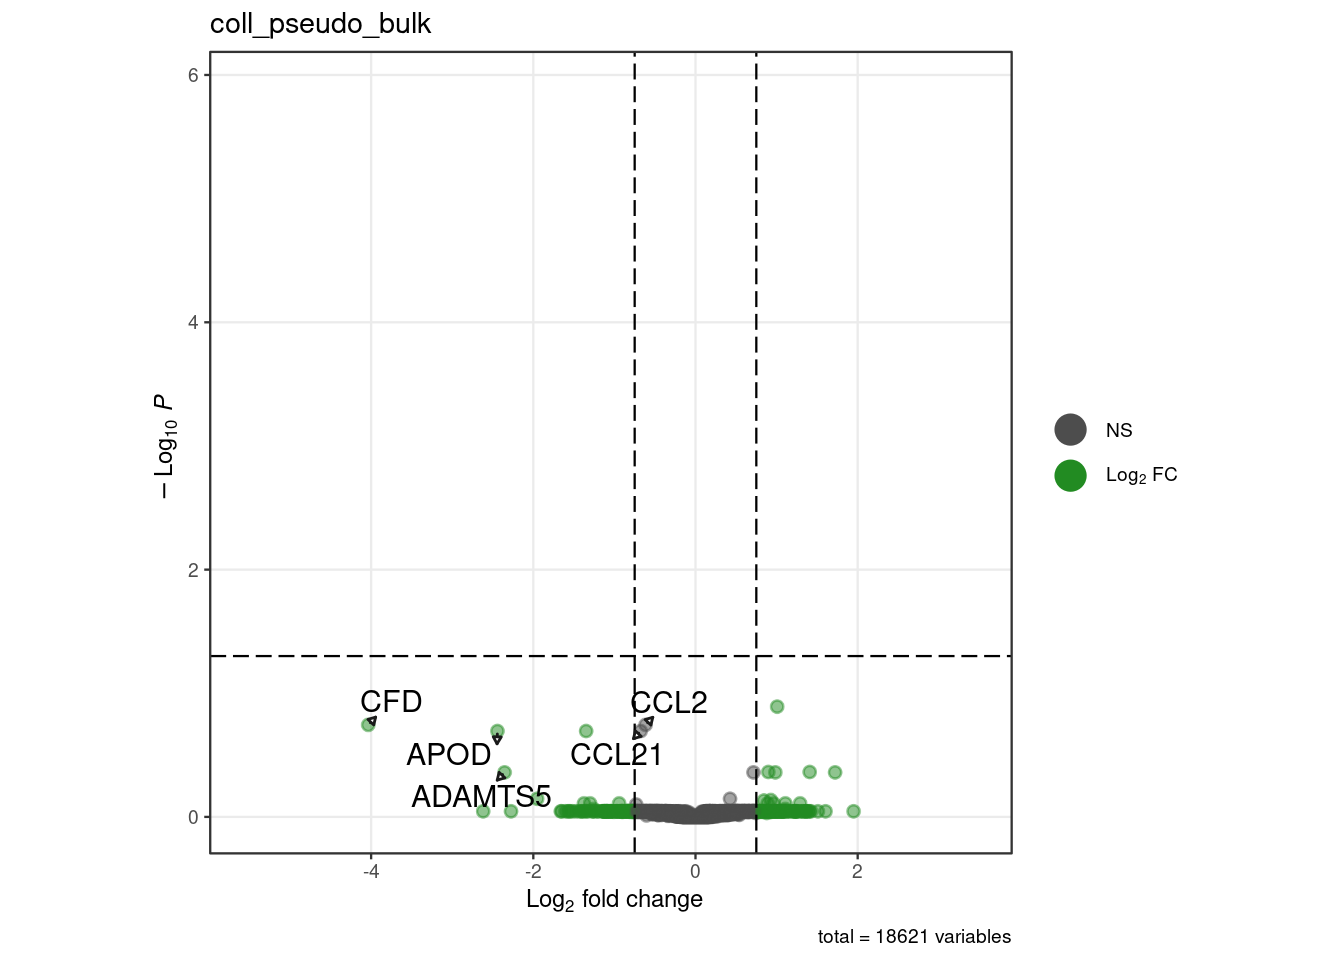 coll_pseudo_bulk
6
4
2
0
− Log₁₀ P
CFD
CCL2
APOD
CCL21
ADAMTS5
-4
-2
0
2
Log₂ fold change
NS
Log₂ FC
total = 18621 variables